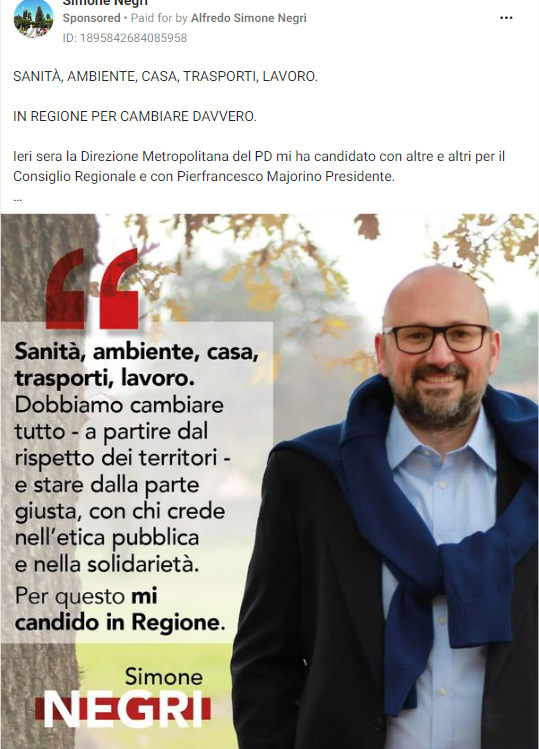 Simone Negri
Sponsored • Paid for by Alfredo Simone Negri
ID: 1895842684085958
SANITÀ, AMBIENTE, CASA, TRASPORTI, LAVORO.
IN REGIONE PER CAMBIARE DAVVERO.
Ieri sera la Direzione Metropolitana del PD mi ha candidato con altre e altri per il
Consiglio Regionale e con Pierfrancesco Majorino Presidente.
...
Sanità, ambiente, casa,
trasporti, lavoro.
Dobbiamo cambiare
tutto - a partire dal
rispetto dei territori -
e stare dalla parte
giusta, con chi crede
nell'etica pubblica
e nella solidarietà.
Per questo mi
candido in Regione.
Simone
NEGRI